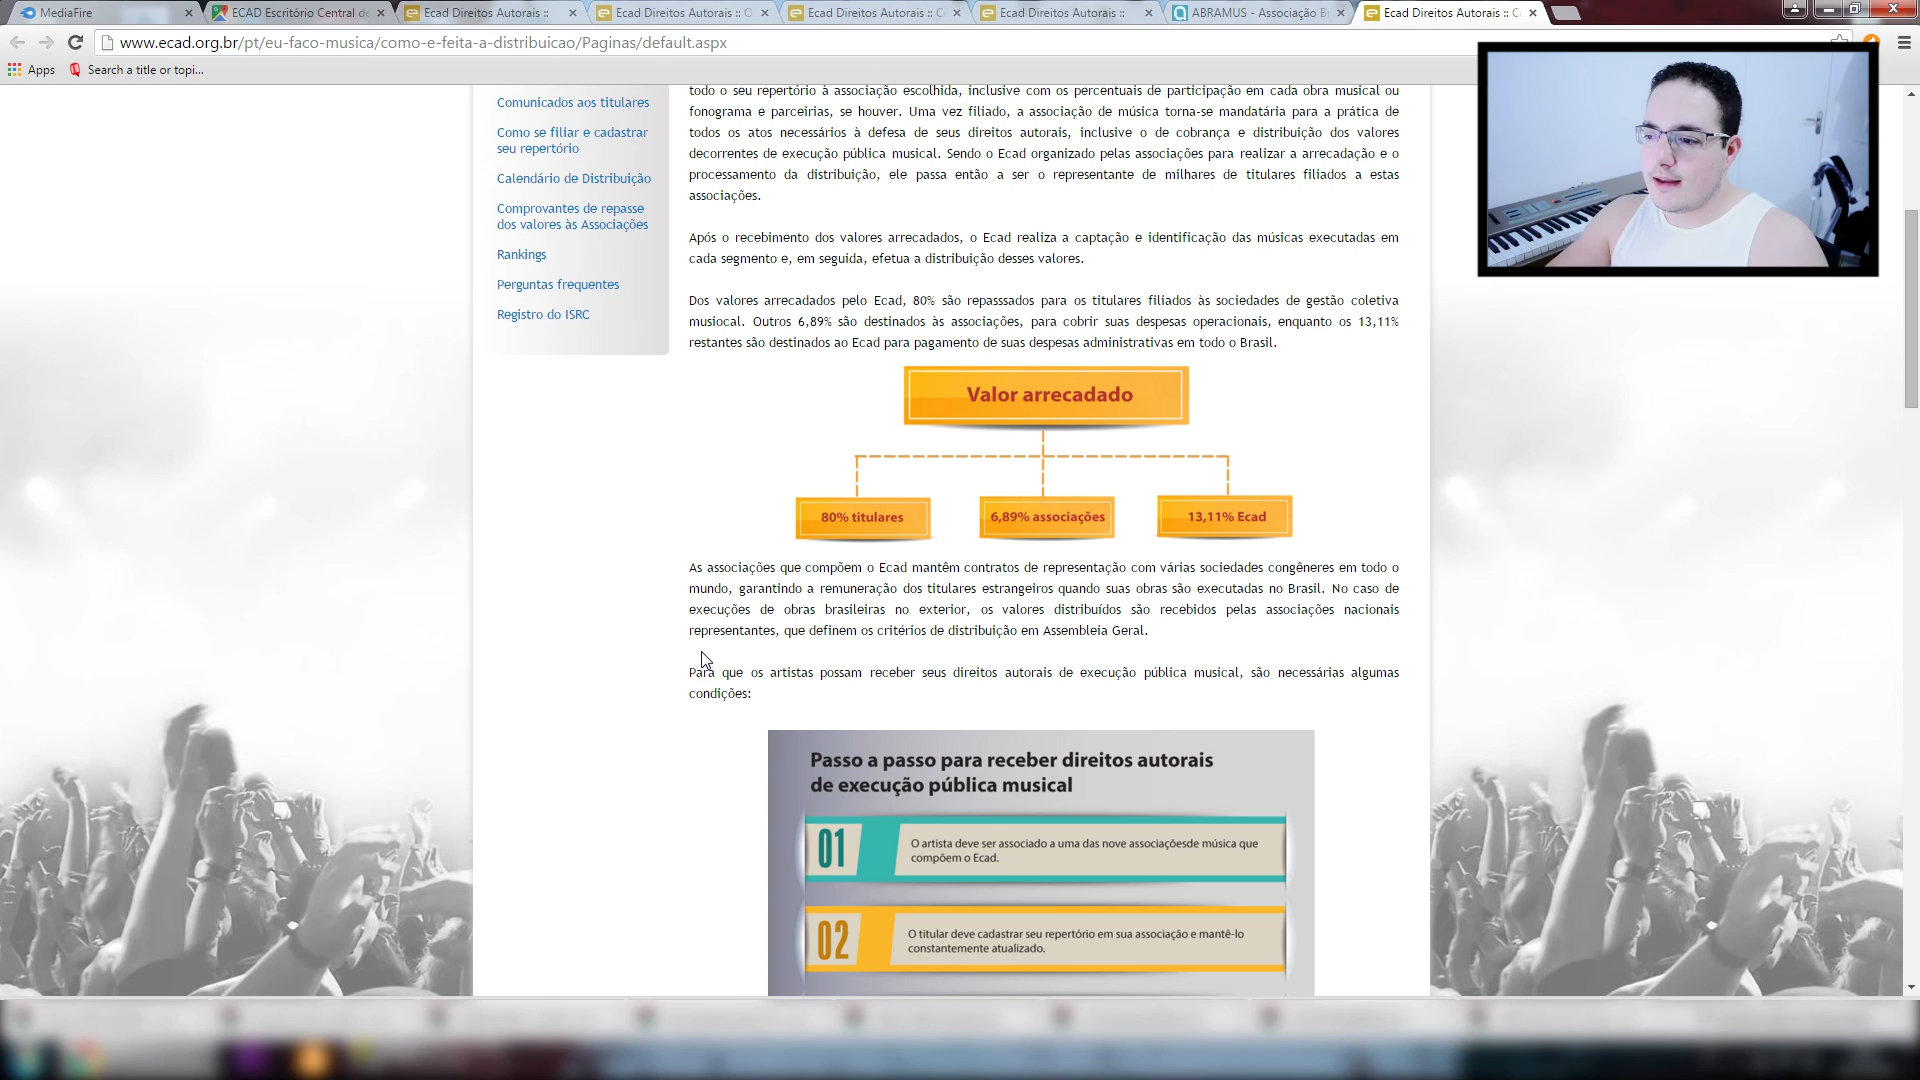 MediaFire
ECAD Escritório Central de
Ecad Direitos Autorais ::
Ecad Direitos Autorais :: O
Ecad Direitos Autorais :: C
Ecad Direitos Autorais ::
ABRAMUS - Associação B
Ecad Direitos Autorais :: C
www.ecad.org.br/pt/eu-faco-musica/como-e-feita-a-distribuicao/Paginas/default.aspx
Apps
Search a title or topi...
Comunicados aos titulares
Como se filiar e cadastrar
seu repertório
Calendário de Distribuição
Comprovantes de repasse
dos valores às Associações
Rankings
Perguntas frequentes
Registro do ISRC
todo o seu repertório à associação escolhida, inclusive com os percentuais de participação em cada obra musical ou
fonograma e parceirias, se houver. Uma vez filiado, a associação de música torna-se mandatária para a prática de
todos os atos necessários à defesa de seus direitos autorais, inclusive o de cobrança e distribuição dos valores
decorrentes de execução pública musical. Sendo o Ecad organizado pelas associações para realizar a arrecadação e o
processamento da distribuição, ele passa então a ser o representante de milhares de titulares filiados a estas
associações.
Após o recebimento dos valores arrecadados, o Ecad realiza a captação e identificação das músicas executadas em
cada segmento e, em seguida, efetua a distribuição desses valores.
Dos valores arrecadados pelo Ecad, 80% são repasssados para os titulares filiados às sociedades de gestão coletiva
musiocal. Outros 6,89% são destinados às associações, para cobrir suas despesas operacionais, enquanto os 13,11%
restantes são destinados ao Ecad para pagamento de suas despesas administrativas em todo o Brasil.
Valor arrecadado
80% titulares
6,89% associações
13,11% Ecad
As associações que compõem o Ecad mantêm contratos de representação com várias sociedades congêneres em todo o
mundo, garantindo a remuneração dos titulares estrangeiros quando suas obras são executadas no Brasil. No caso de
execuções de obras brasileiras no exterior, os valores distribuídos são recebidos pelas associações nacionais
representantes, que definem os critérios de distribuição em Assembleia Geral.
Para que os artistas possam receber seus direitos autorais de execução pública musical, são necessárias algumas
condições:
Passo a passo para receber direitos autorais
de execução pública musical
01
O artista deve ser associado a uma das nove associaçõesde música que
compõem o Ecad.
02
O titular deve cadastrar seu repertório em sua associação e mantê-lo
constantemente atualizado.